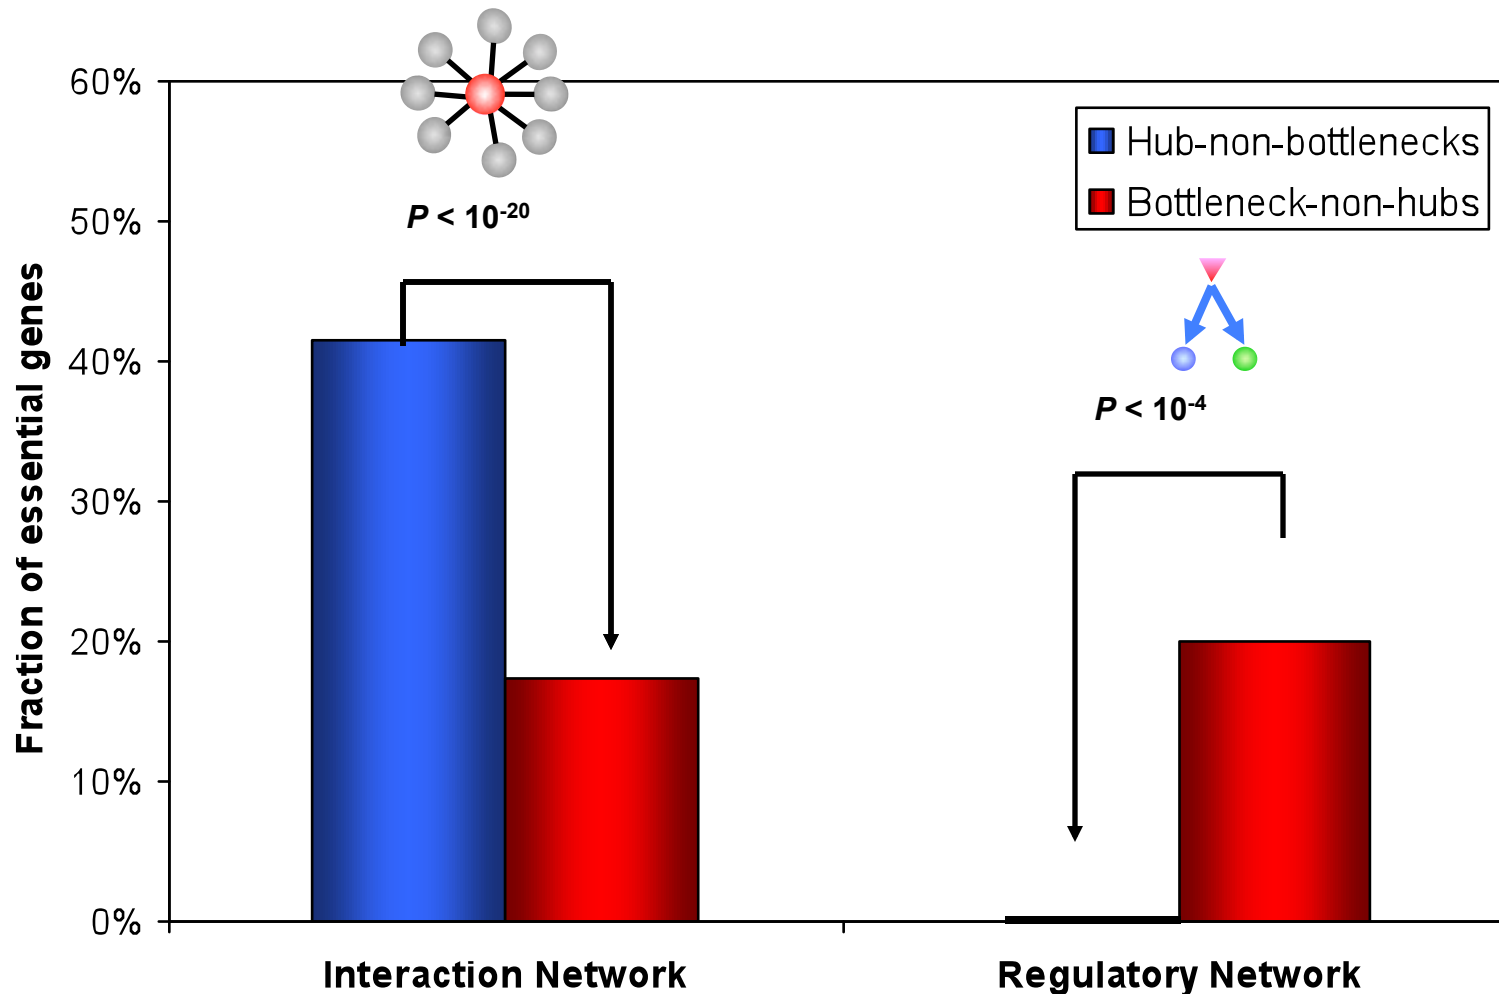 60%
50%
40%
30%
20%
10%
0%
Fraction of essential genes
P < 10^-20
Hub-non-bottlenecks
Bottleneck-non-hubs
P < 10^-4
Interaction Network
Regulatory Network